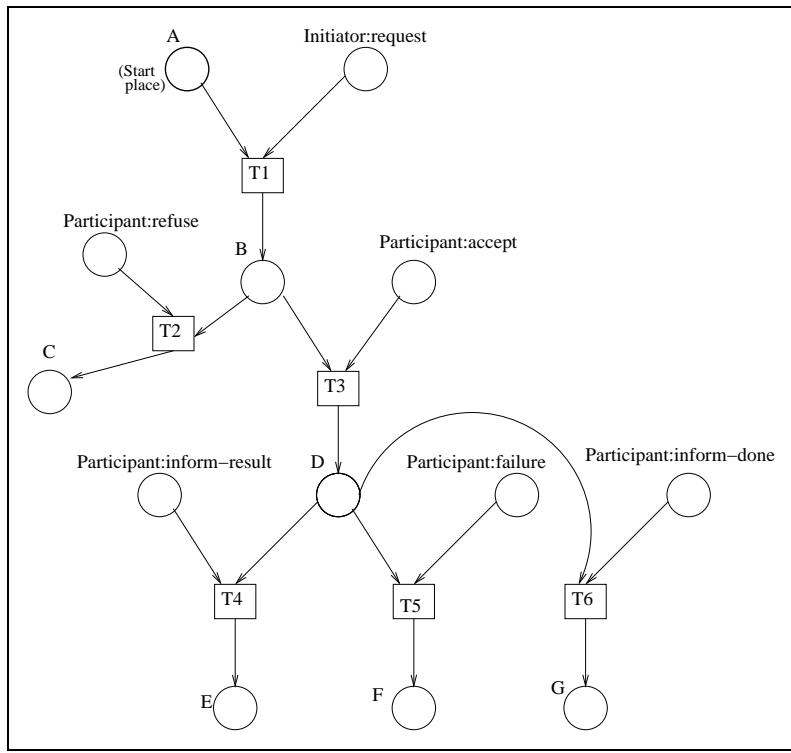 A
Initiator:request
(Start
place)
T1
Participant:refuse
B
Participant:accept
T2
C
T3
Participant:inform−result
D
Participant:failure
Participant:inform−done
T4
T5
T6
E
F
G